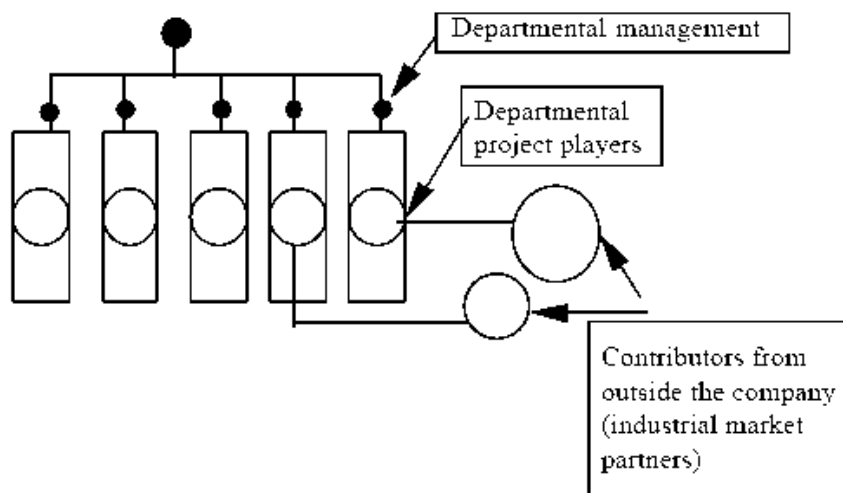 Departmental management
Departmental
project players
Contributors from
outside the company
(industrial market
partners)